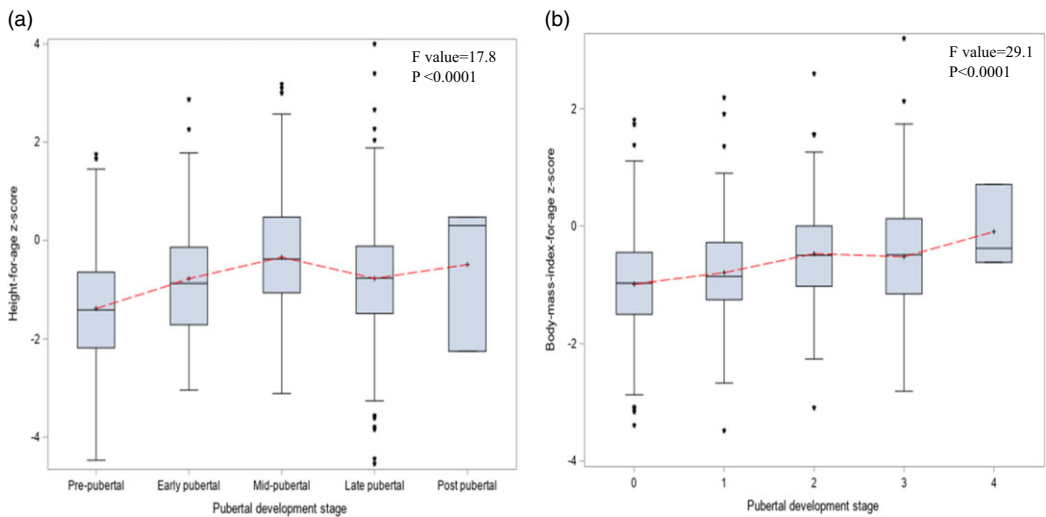 (a)
F value=17.8
P <0.0001
Height-for-age z-score
4
2
0
-2
-4
Pre-pubertal Early pubertal Mid-pubertal Late pubertal Post pubertal
Pubertal development stage
(b)
F value=29.1
P<0.0001
Body-mass-index-for-age z-score
2
0
-2
-4
0 1 2 3 4
Pubertal development stage